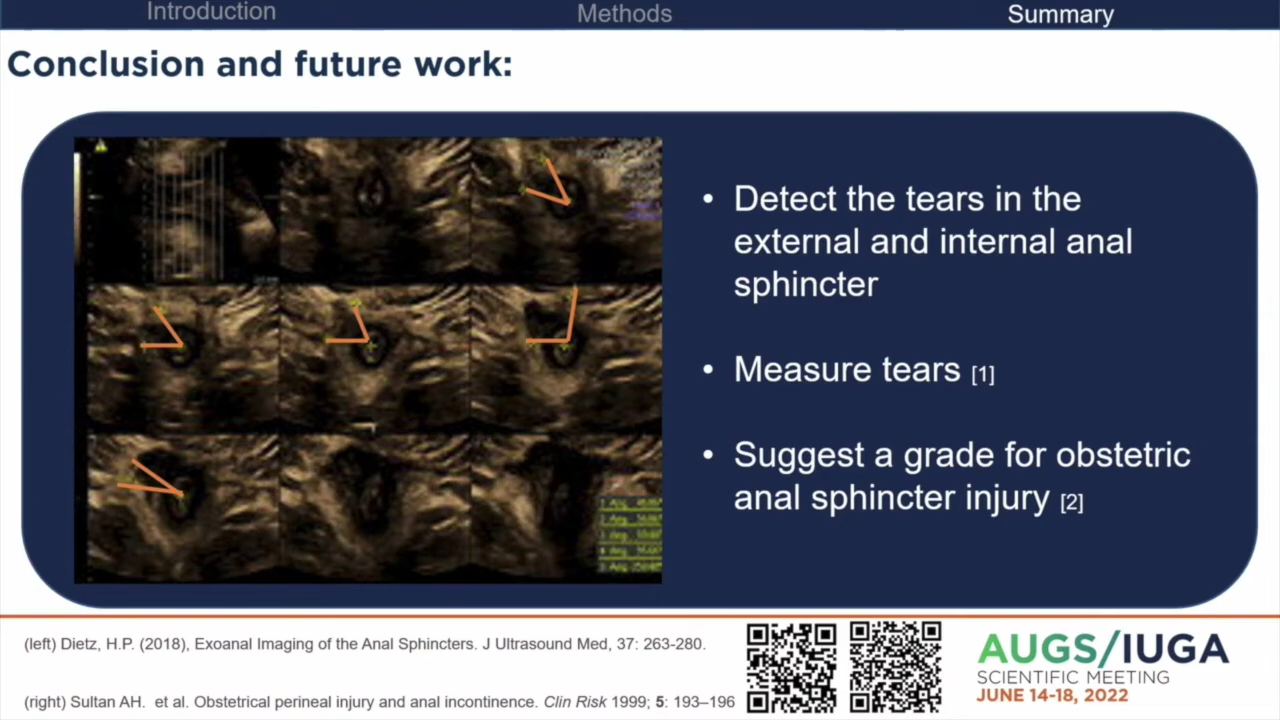 Introduction
Methods
Summary
Conclusion and future work:
• Detect the tears in the
external and internal anal
sphincter
• Measure tears [1]
• Suggest a grade for obstetric
anal sphincter injury [2]
(left) Dietz, H.P. (2018), Exoanal Imaging of the Anal Sphincters. J Ultrasound Med, 37: 263-280.
(right) Sultan AH. et al. Obstetrical perineal injury and anal incontinence. Clin Risk 1999; 5: 193–196
AUGS/IUGA
SCIENTIFIC MEETING
JUNE 14-18, 2022